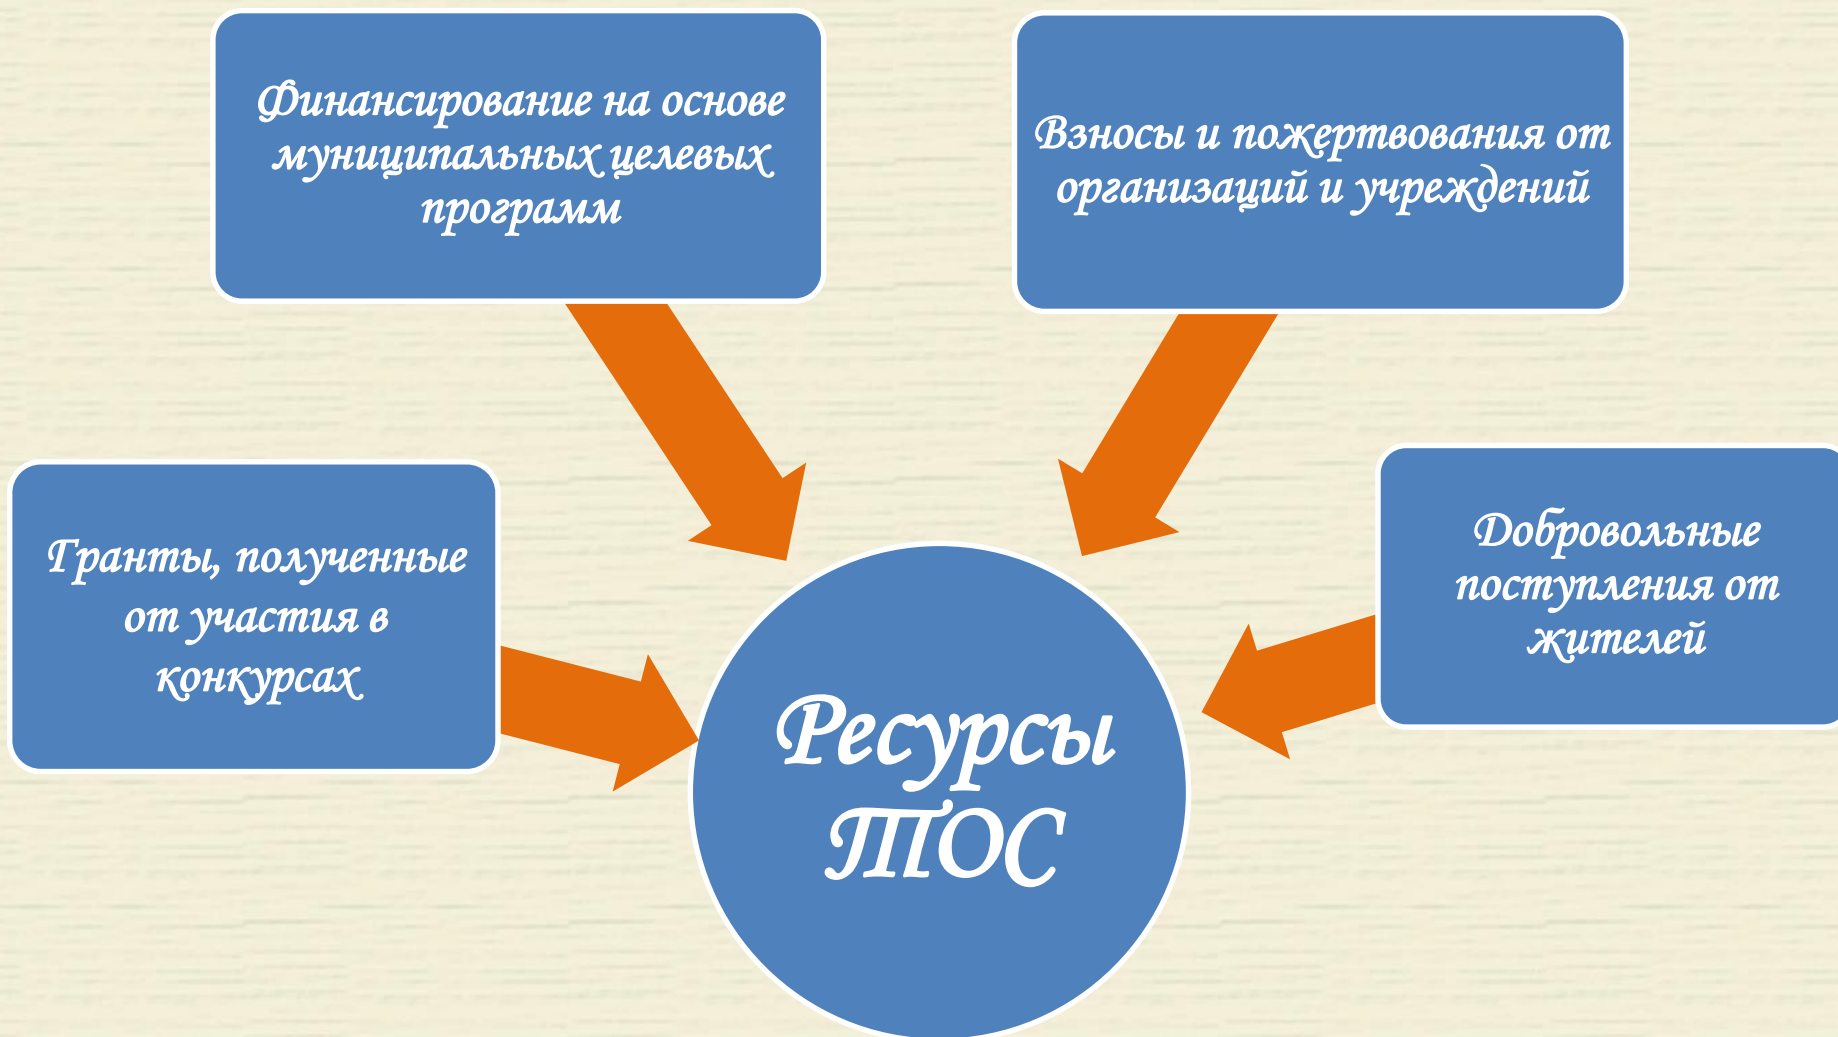 Финансирование на основе
муниципальных целевых
программ
Взносы и пожертвования от
организаций и учреждений
Гранты, полученные
от участия в
конкурсах
Добровольные
поступления от
жителей
Ресурсы
ТОС